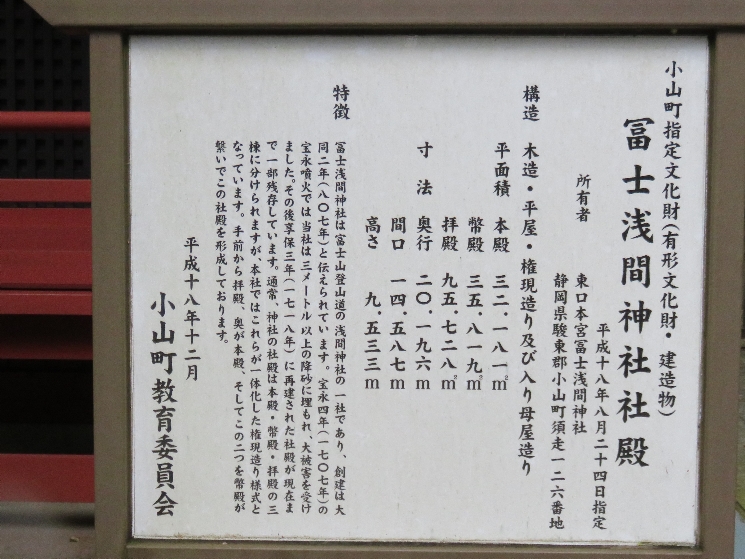 小山町指定文化財(有形文化財・建造物)
冨士浅間神社社殿
平成十八年八月二十四日指定
所有者　東口本宮冨士浅間神社
静岡県駿東郡小山町須走一二六番地
構造　木造・平屋・権現造り及び入り母屋造り
平面積　本殿　三二.一八一㎡
幣殿　三五.八一九㎡
拝殿　九五.七二八㎡
寸法　奥行　二〇.一九六m
間口　一四.五八七m
高さ　九.五三三m
特徴
冨士浅間神社は富士山登山道の浅間神社の一社であり、創建は大
同二年(八〇七年)と伝えられています。宝永四年(一七〇七年)の
宝永噴火では当社は三メートル以上の降砂に埋もれ、大被害を受け
ました。その後享保三年(一七一八年)に再建された社殿が現在ま
で一部残存しています。通常、神社の社殿は本殿・幣殿・拝殿の三
棟に分けられますが、本社ではこれらが一体化した権現造り様式と
なっています。手前から拝殿、奥が本殿、そしてこの二つを幣殿が
繋いでこの社殿を形成しております。
平成十八年十二月
小山町教育委員会